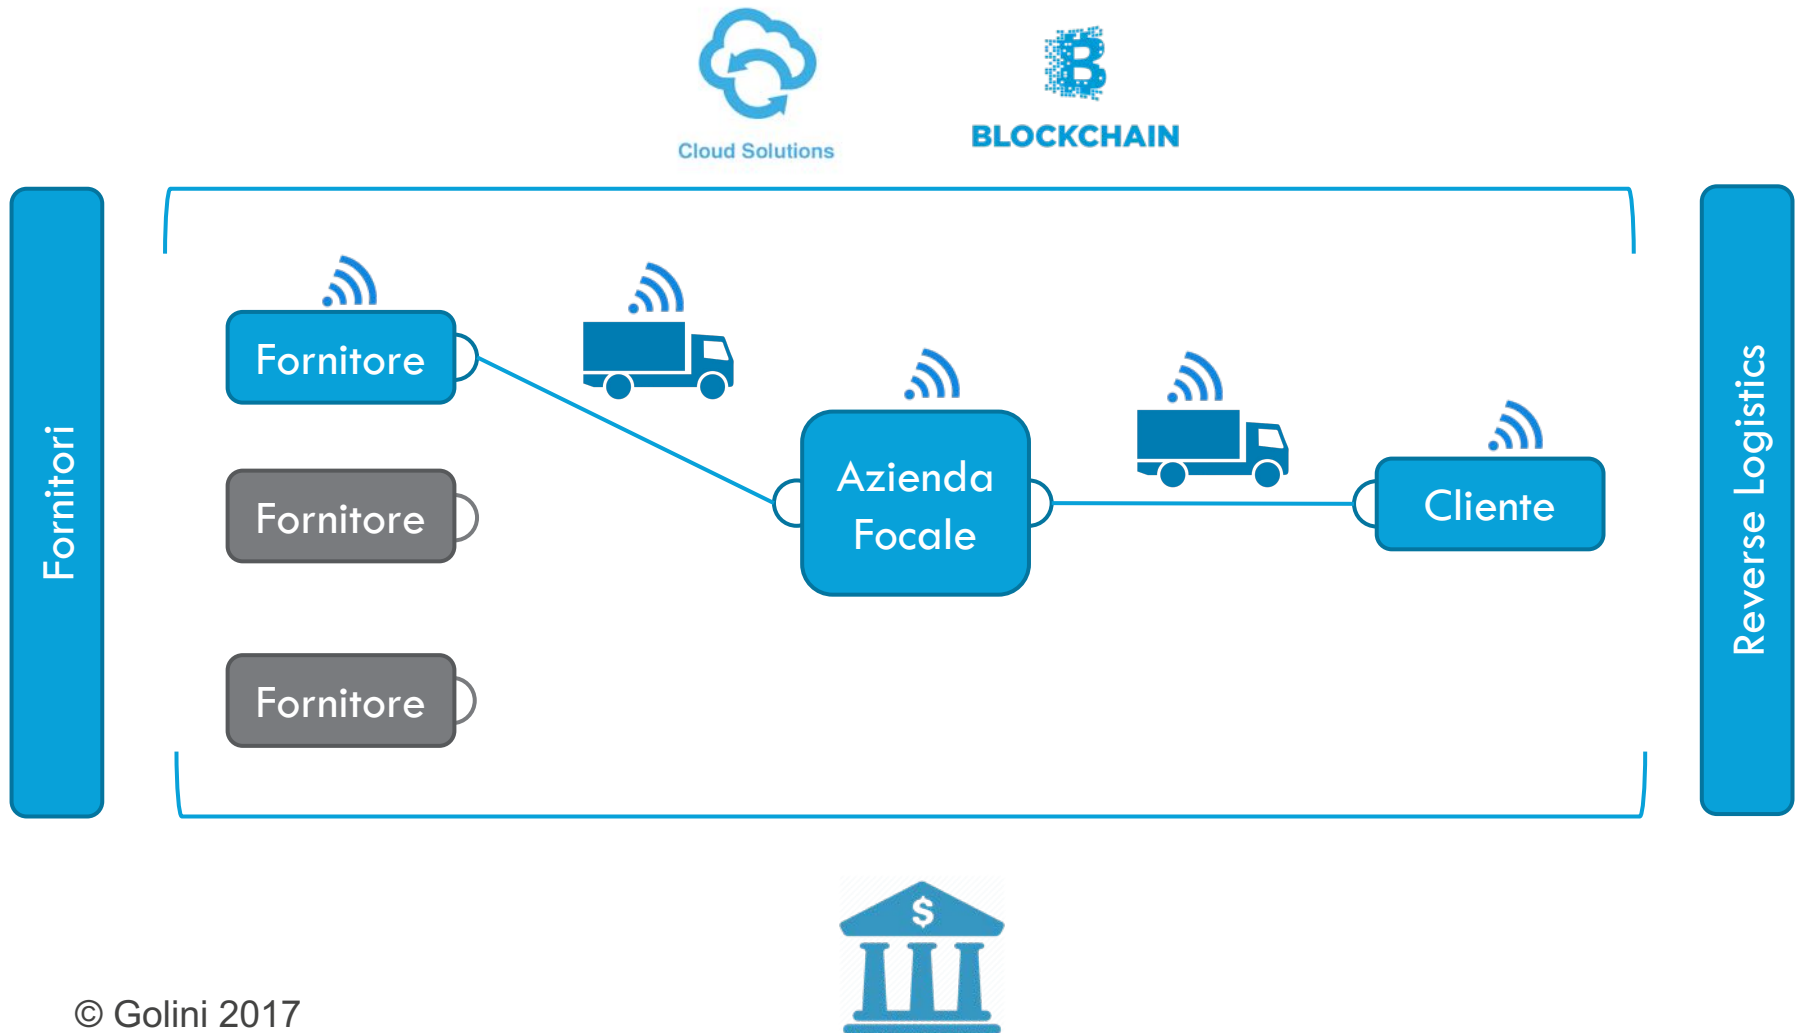 Cloud Solutions
BLOCKCHAIN
Fornitori
Fornitore
Fornitore
Fornitore
Azienda
Focale
Cliente
Reverse Logistics
$
© Golini 2017